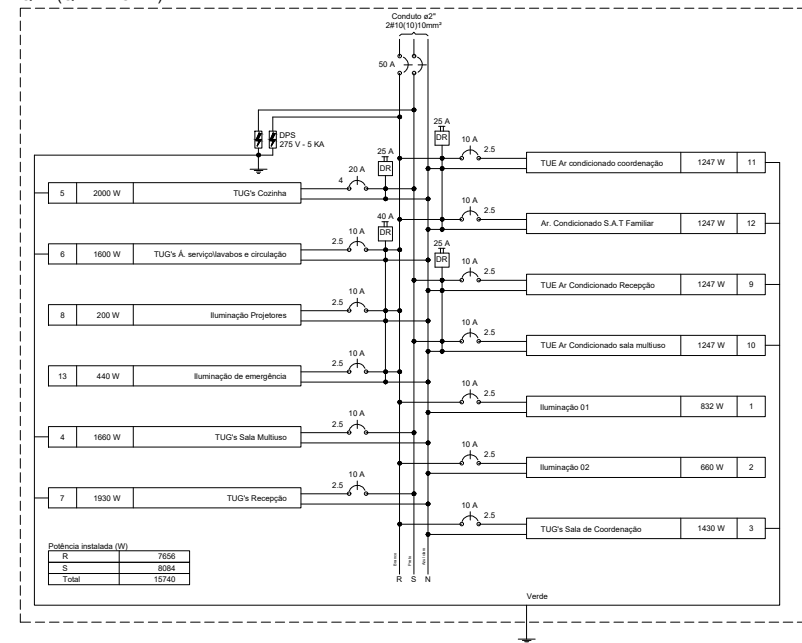 Conduto ø2"
2#10(10)10mm²
50 A
DPS
275 V - 5 KA
25 A
DR
20 A
4
5 2000 W TUG's Cozinha
40 A
DR
10 A
2.5
6 1600 W TUG's Á. serviço\lavabos e circulação
10 A
2.5
8 200 W Iluminação Projetores
10 A
2.5
13 440 W Iluminação de emergência
10 A
2.5
4 1660 W TUG's Sala Multiuso
10 A
2.5
7 1930 W TUG's Recepção
25 A
DR
10 A
2.5
TUE Ar condicionado coordenação 1247 W 11
10 A
2.5
Ar. Condicionado S.A.T Familiar 1247 W 12
25 A
DR
10 A
2.5
TUE Ar Condicionado Recepção 1247 W 9
10 A
2.5
TUE Ar Condicionado sala multiuso 1247 W 10
10 A
2.5
Iluminação 01 832 W 1
10 A
2.5
Iluminação 02 660 W 2
10 A
2.5
TUG's Sala de Coordenação 1430 W 3
Potência instalada (W)
R 7656
S 8084
Total 15740
R S N
Verde